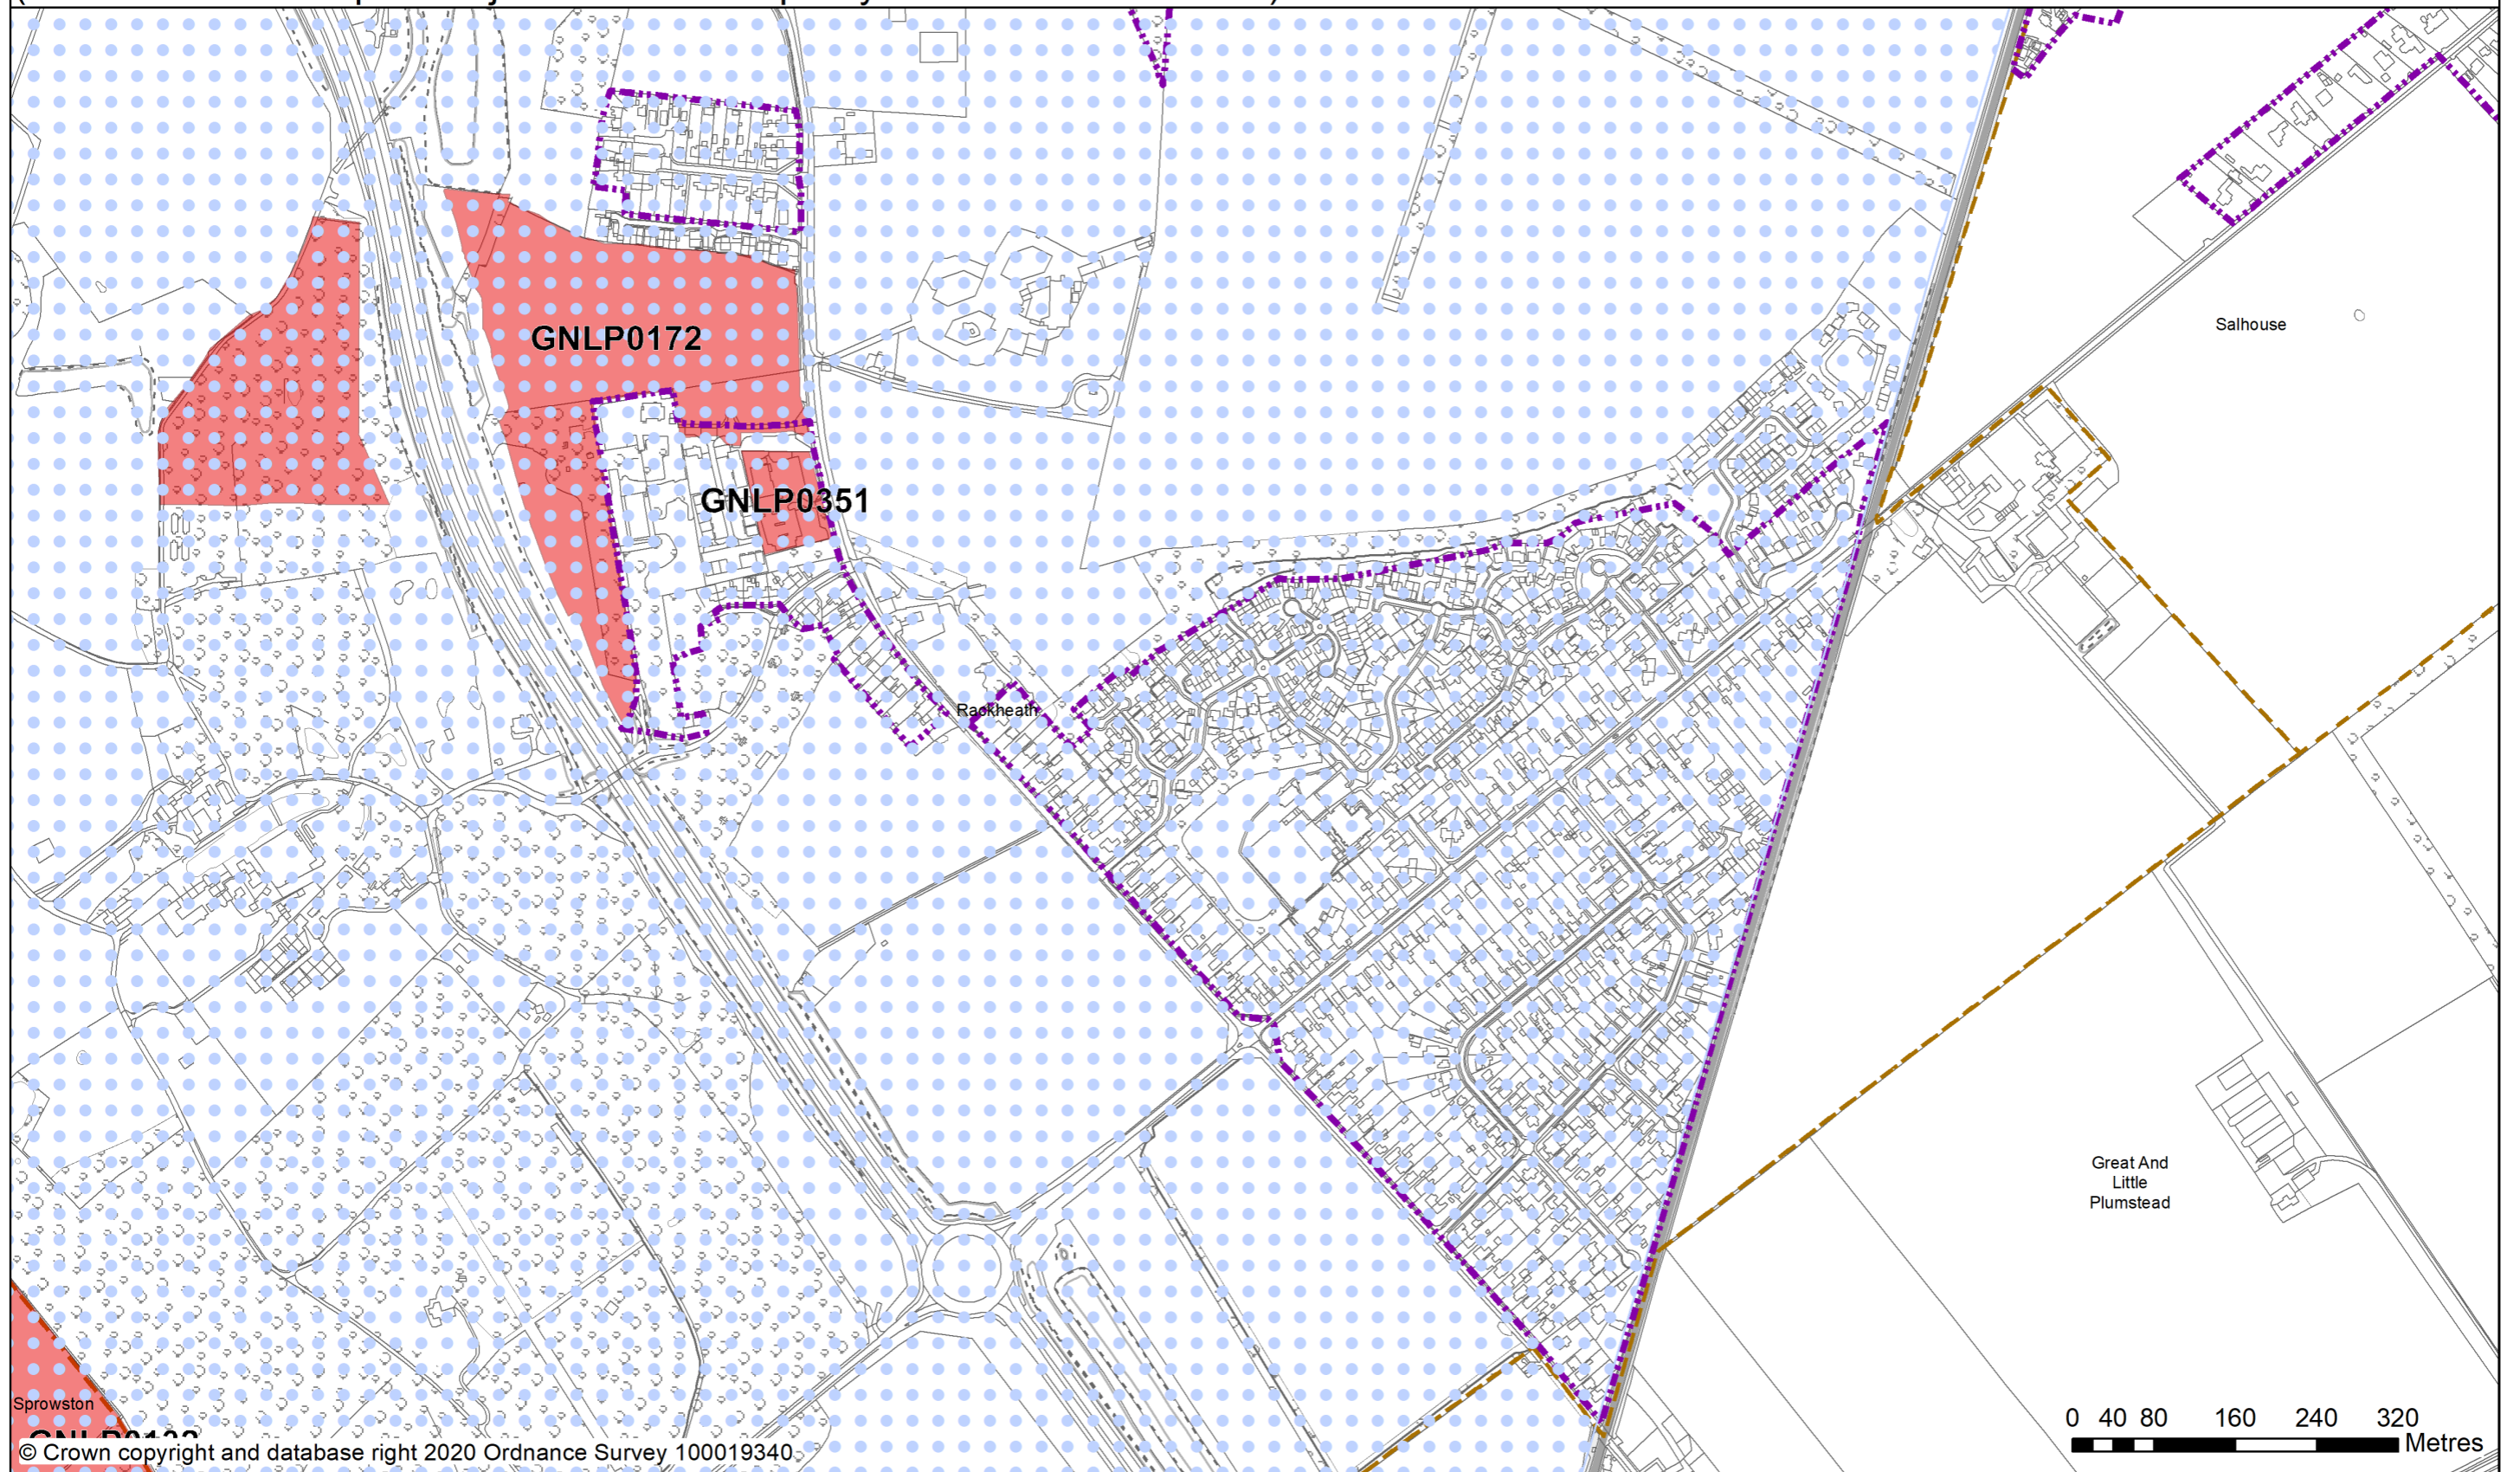 GNLP0172
Salhouse
GNLP0351
Rackheath
Great And
Little
Plumstead
Sprowston
0 40 80 160 240 320
Metres
© Crown copyright and database right 2020 Ordnance Survey 100019340